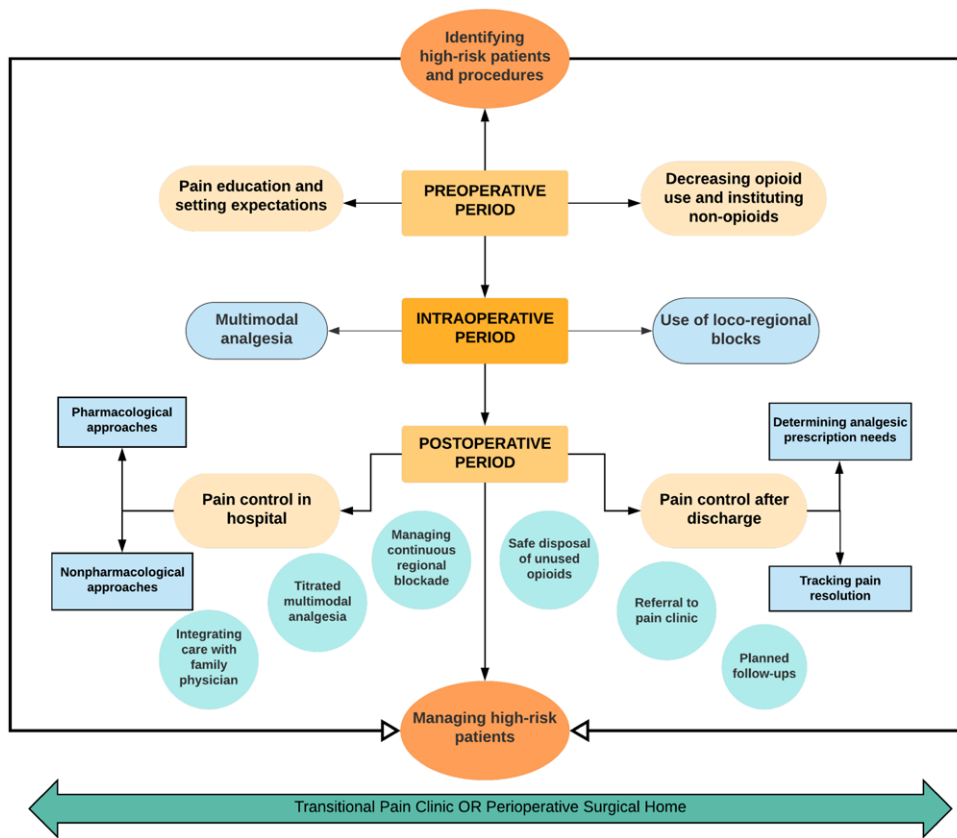 Identifying
high-risk patients
and procedures
Pain education and
setting expectations
PREOPERATIVE
PERIOD
Decreasing opioid
use and instituting
non-opioids
Multimodal
analgesia
INTRAOPERATIVE
PERIOD
Use of loco-regional
blocks
Pharmacological
approaches
POSTOPERATIVE
PERIOD
Determining analgesic
prescription needs
Pain control in
hospital
Pain control after
discharge
Nonpharmacological
approaches
Managing
continuous
regional
blockade
Safe disposal
of unused
opioids
Tracking pain
resolution
Titrated
multimodal
analgesia
Referral to
pain clinic
Integrating
care with
family
physician
Planned
follow-ups
Managing high-risk
patients
Transitional Pain Clinic OR Perioperative Surgical Home